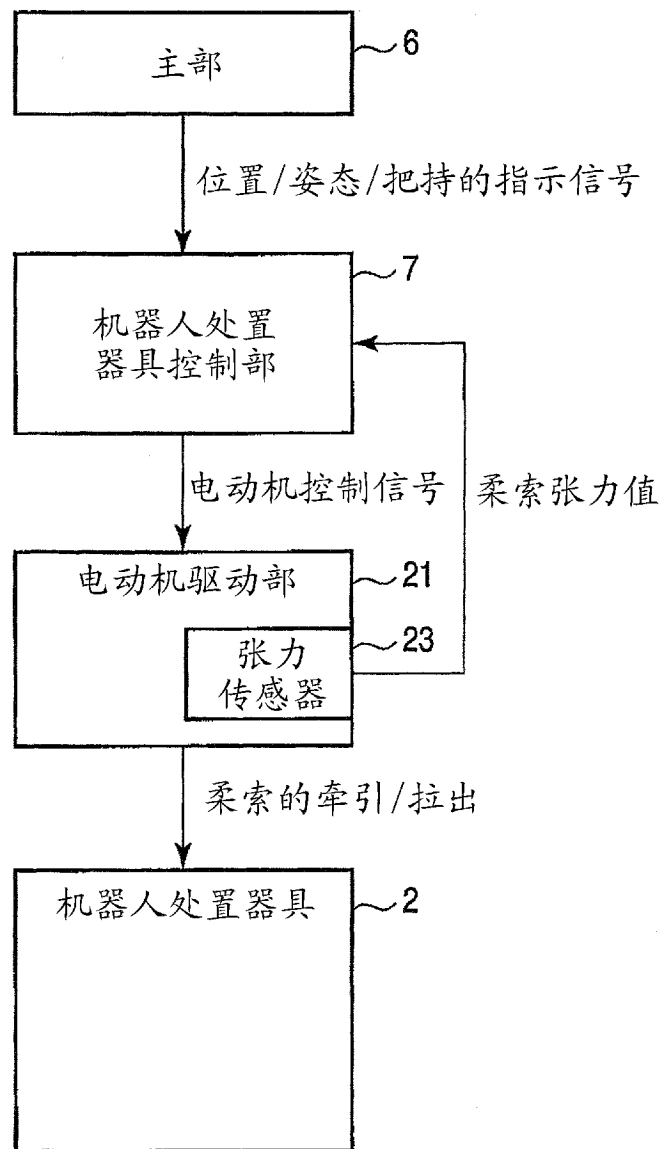 主部
6
位置/姿态/把持的指示信号
7
机器人处置
器具控制部
电动机控制信号
柔索张力值
电动机驱动部
21
张力
传感器
23
柔索的牵引/拉出
机器人处置器具
2